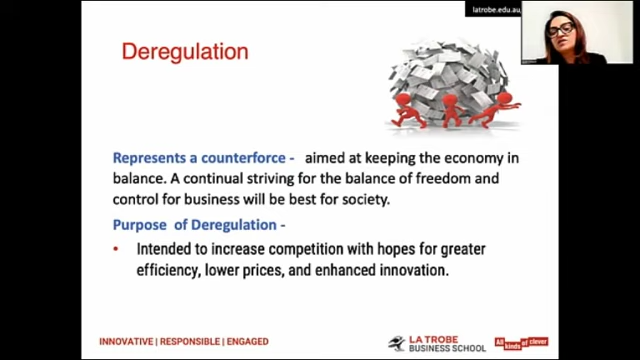 latrobe.edu.au
Deregulation
Represents a counterforce - aimed at keeping the economy in
balance. A continual striving for the balance of freedom and
control for business will be best for society.
Purpose of Deregulation -
• Intended to increase competition with hopes for greater
efficiency, lower prices, and enhanced innovation.
INNOVATIVE | RESPONSIBLE | ENGAGED
LA TROBE
BUSINESS SCHOOL
All kinds of clever